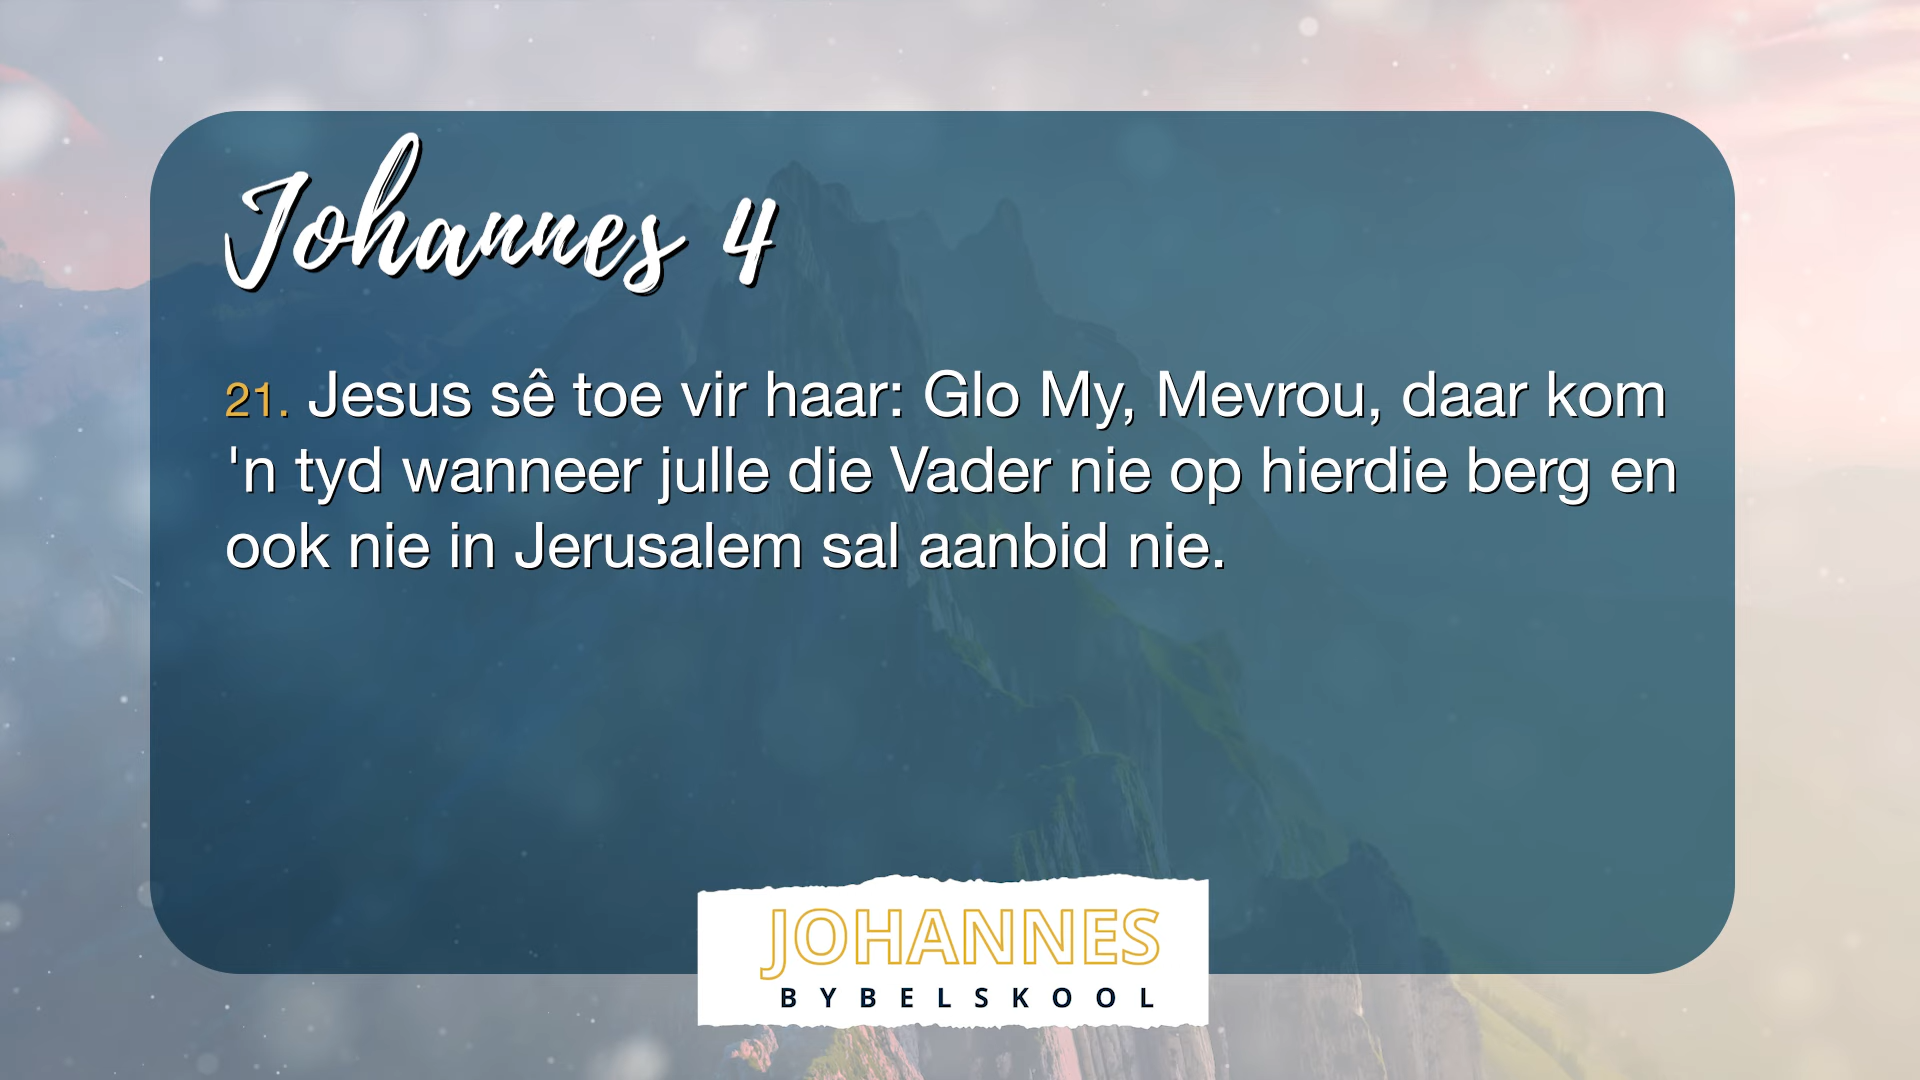 Johannes 4
21. Jesus sê toe vir haar: Glo My, Mevrou, daar kom
'n tyd wanneer julle die Vader nie op hierdie berg en
ook nie in Jerusalem sal aanbid nie.
JOHANNES
BYBELSKOOL